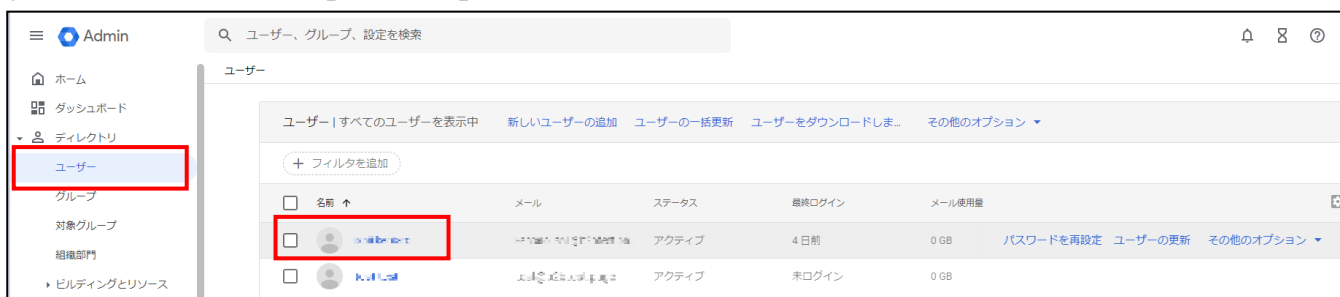 Admin
ユーザー、グループ、設定を検索
ホーム
ユーザー
ダッシュボード
ディレクトリ
ユーザー | すべてのユーザーを表示中 新しいユーザーの追加 ユーザーの一括更新 ユーザーをダウンロードしま... その他のオプション
ユーザー
+ フィルタを追加
グループ
名前 ↑ メール ステータス 最終ログイン メール使用量
対象グループ
アクティブ 4 日前 0 GB パスワードを再設定 ユーザーの更新 その他のオプション
組織部門
ビルディングとリソース
アクティブ 未ログイン 0 GB